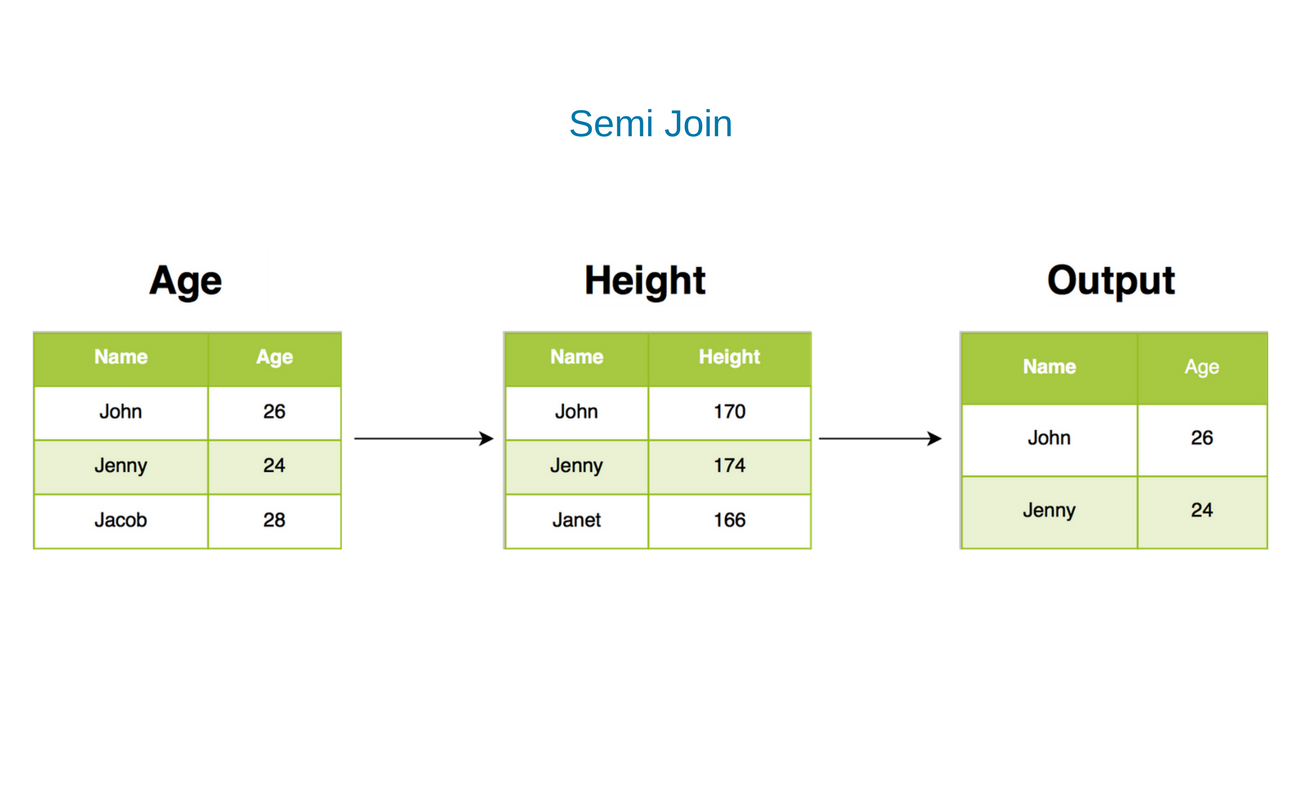 Semi Join
Age Height Output
Name Age Name Height Name Age
John 26 John 170 John 26
Jenny 24 Jenny 174 Jenny 24
Jacob 28 Janet 166